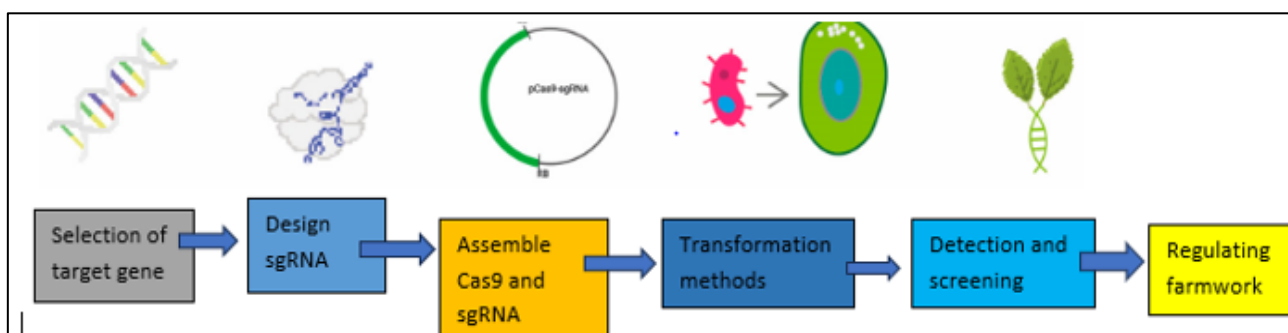 pCas9-sgRNA
RB
Selection of
target gene
Design
sgRNA
Assemble
Cas9 and
sgRNA
Transformation
methods
Detection and
screening
Regulating
farmwork